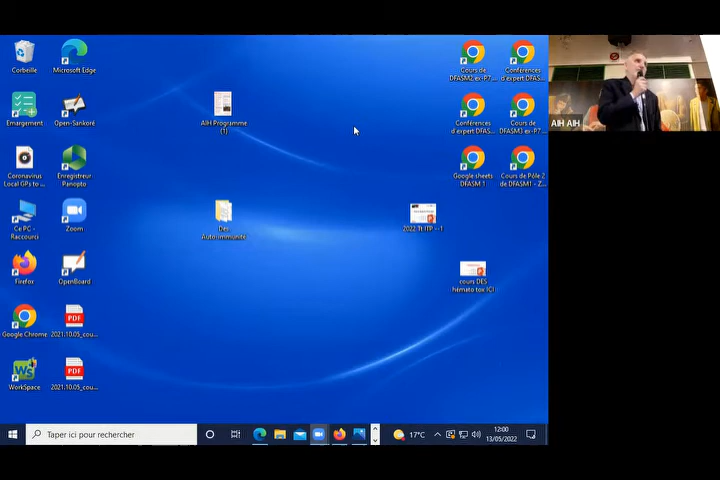 Corbeille
Microsoft Edge
Emargement
Open-Sankoré
Coronavirus
Local GPs to ...
Enregistreur
Panopto
Ce PC -
Raccourci
Zoom
Firefox
OpenBoard
Google Chrome
2021.10.05_cou...
WorkSpace
2021.10.05_cou...
PDF
PDF
AIH Programme
(1)
Des
Autoimmunité
Cours de
DFASM2 ex-P7...
Conférences
d'expert DFAS...
Conférences
d'expert DFAS...
Cours de
DFASM3 ex-P7...
Google sheets
DFASM 1
Cours de Pôle 2
de DFASM1 - Z...
2022 Tt ITP --1
cours DES
hémato tox ICI
AIH AIH
Taper ici pour rechercher
17°C
12:00
13/05/2022